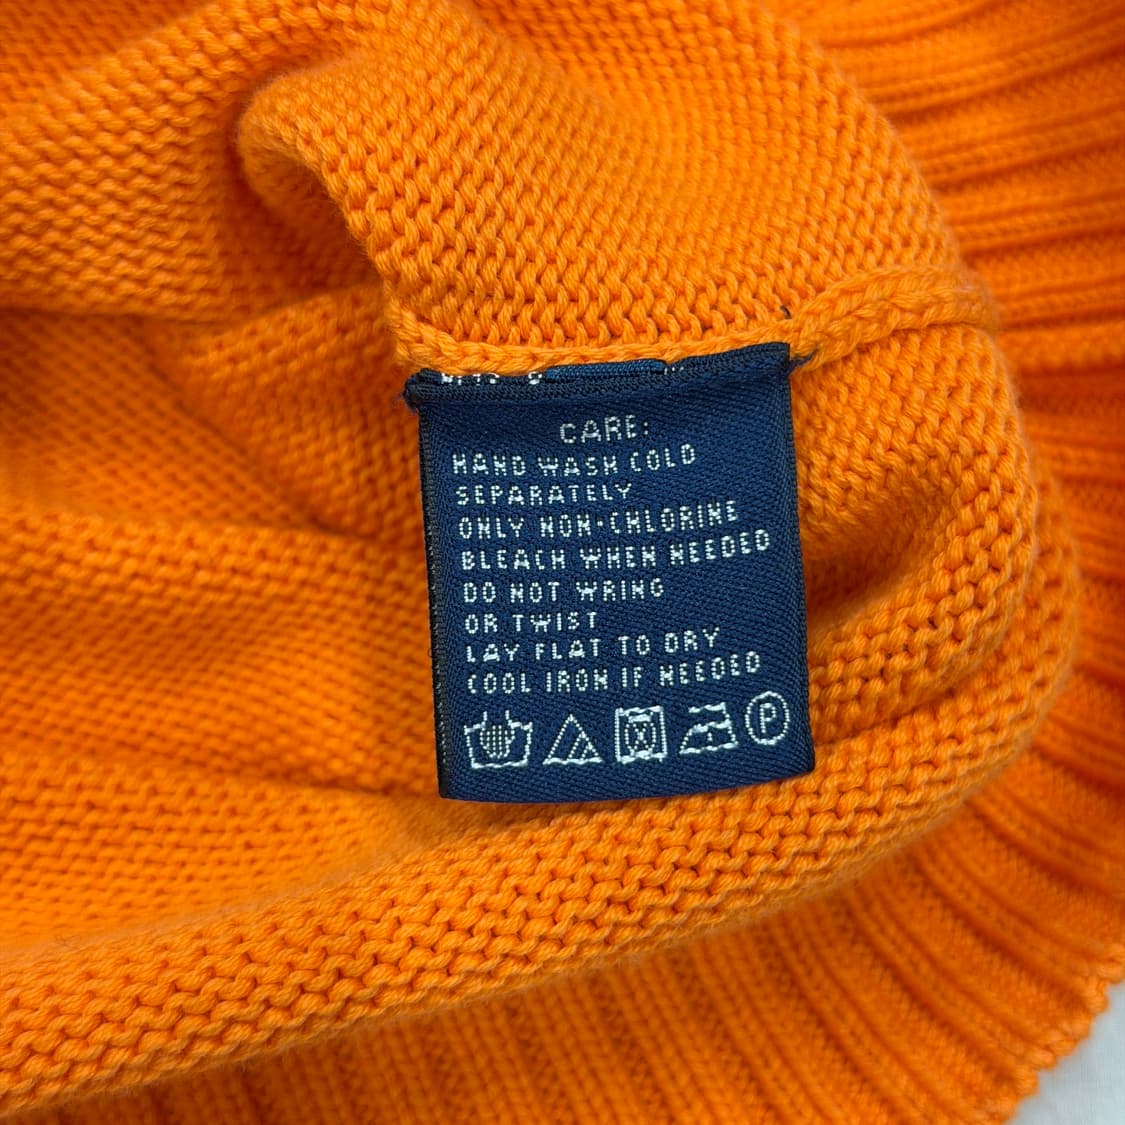 CARE:
HAND WASH COLD
SEPARATELY
ONLY NON-CHLORINE
BLEACH WHEN NEEDED
DO NOT WRING
OR TWIST
LAY FLAT TO DRY
COOL IRON IF NEEDED
P